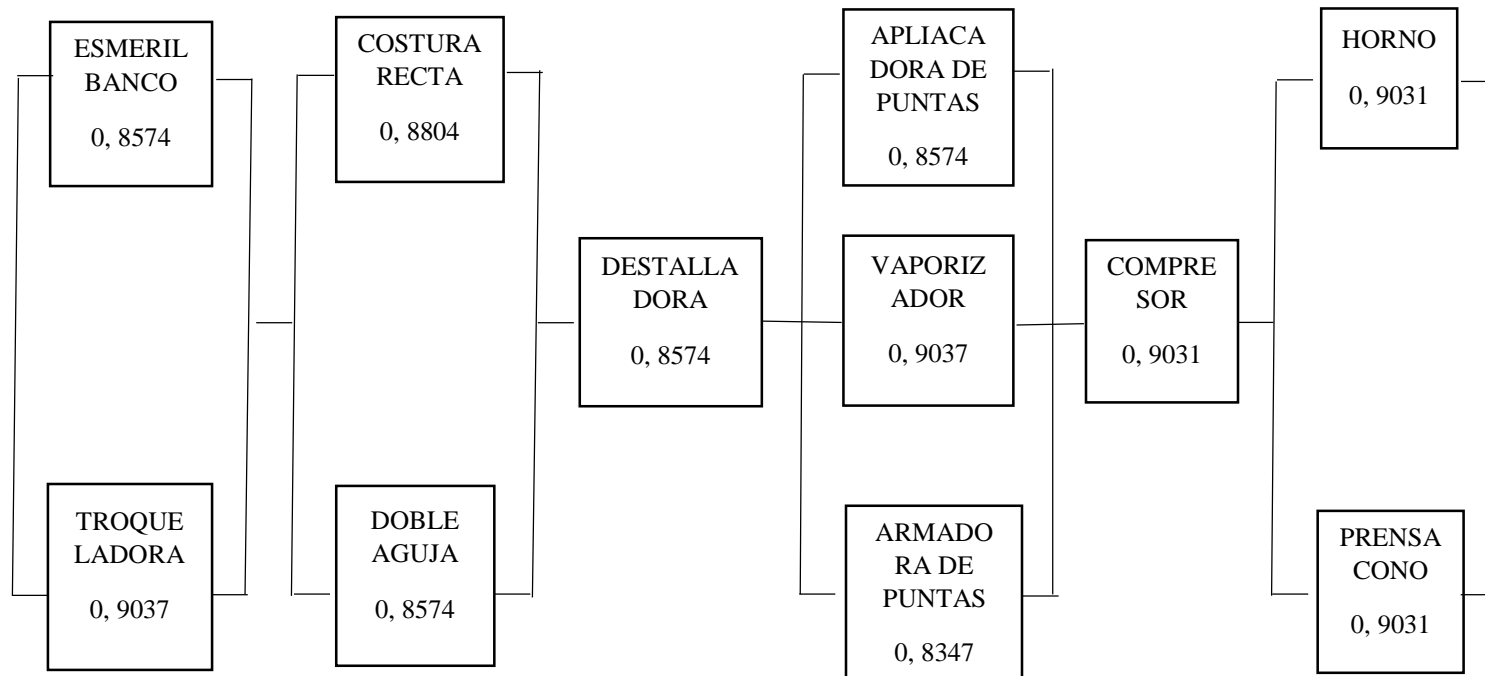 ESMERIL
BANCO
0, 8574
COSTURA
RECTA
0, 8804
APLIACA
DORA DE
PUNTAS
0, 8574
HORNO
0, 9031
DESTALLA
DORA
0, 8574
VAPORIZ
ADOR
0, 9037
COMPRE
SOR
0, 9031
TROQUE
LADORA
0, 9037
DOBLE
AGUJA
0, 8574
ARMADO
RA DE
PUNTAS
0, 8347
PRENSA
CONO
0, 9031